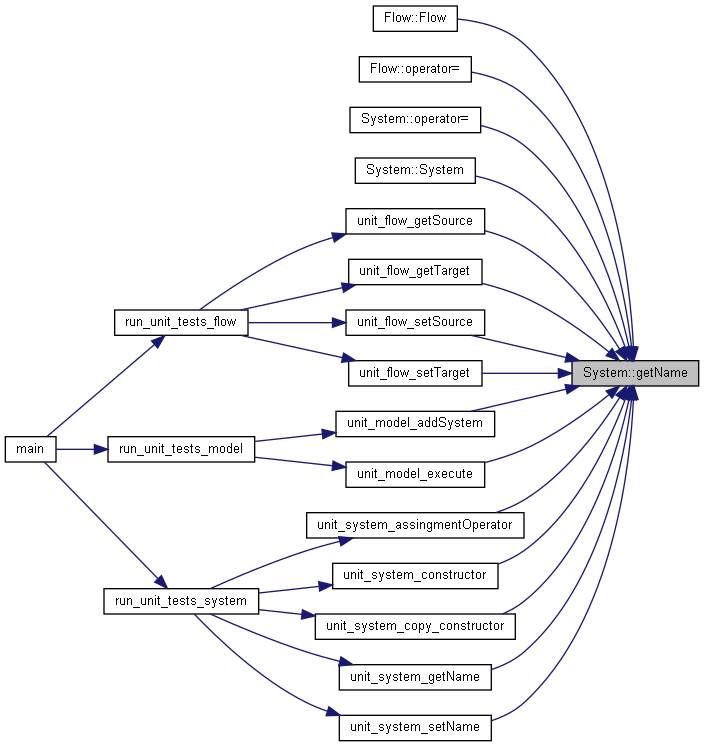 Flow::Flow
Flow::operator=
System::operator=
System::System
unit_flow_getSource
unit_flow_getTarget
run_unit_tests_flow
unit_flow_setSource
unit_flow_setTarget
System::getName
unit_model_addSystem
main
run_unit_tests_model
unit_model_execute
unit_system_assingmentOperator
unit_system_constructor
run_unit_tests_system
unit_system_copy_constructor
unit_system_getName
unit_system_setName